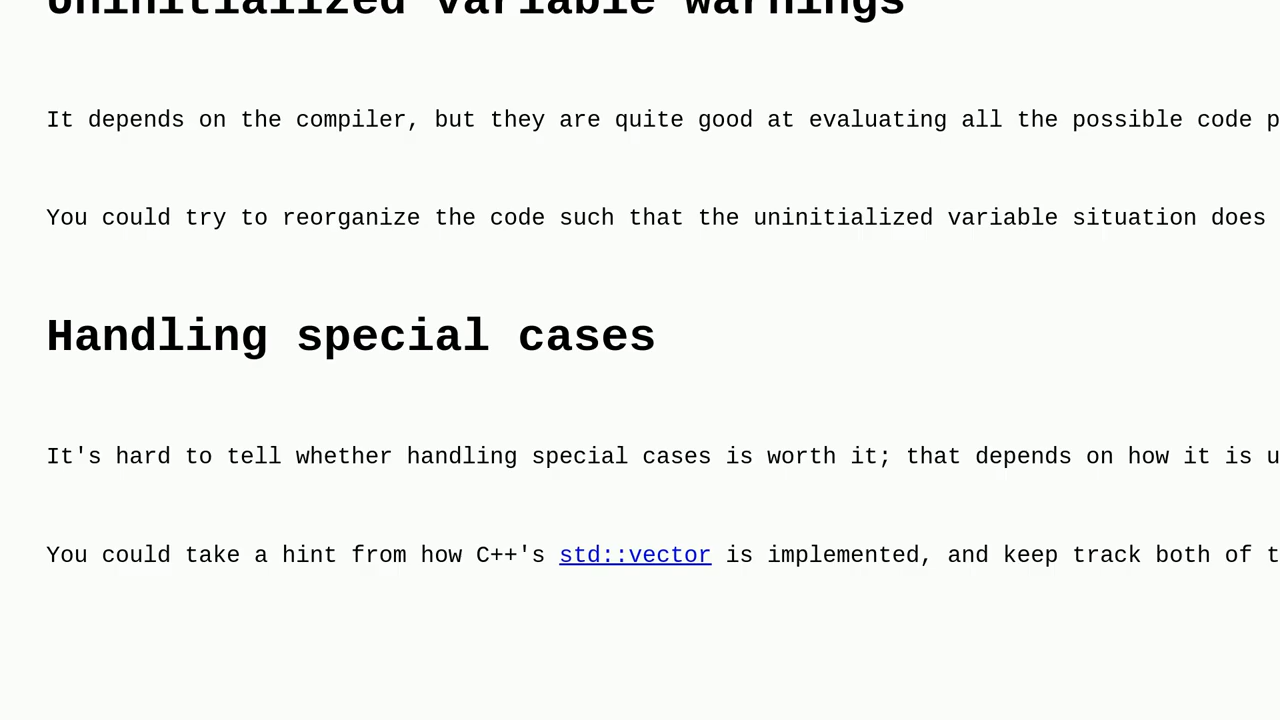 Uninitialized variable warnings
It depends on the compiler, but they are quite good at evaluating all the possible code p
You could try to reorganize the code such that the uninitialized variable situation does
Handling special cases
It's hard to tell whether handling special cases is worth it; that depends on how it is u
You could take a hint from how C++'s std::vector is implemented, and keep track both of t